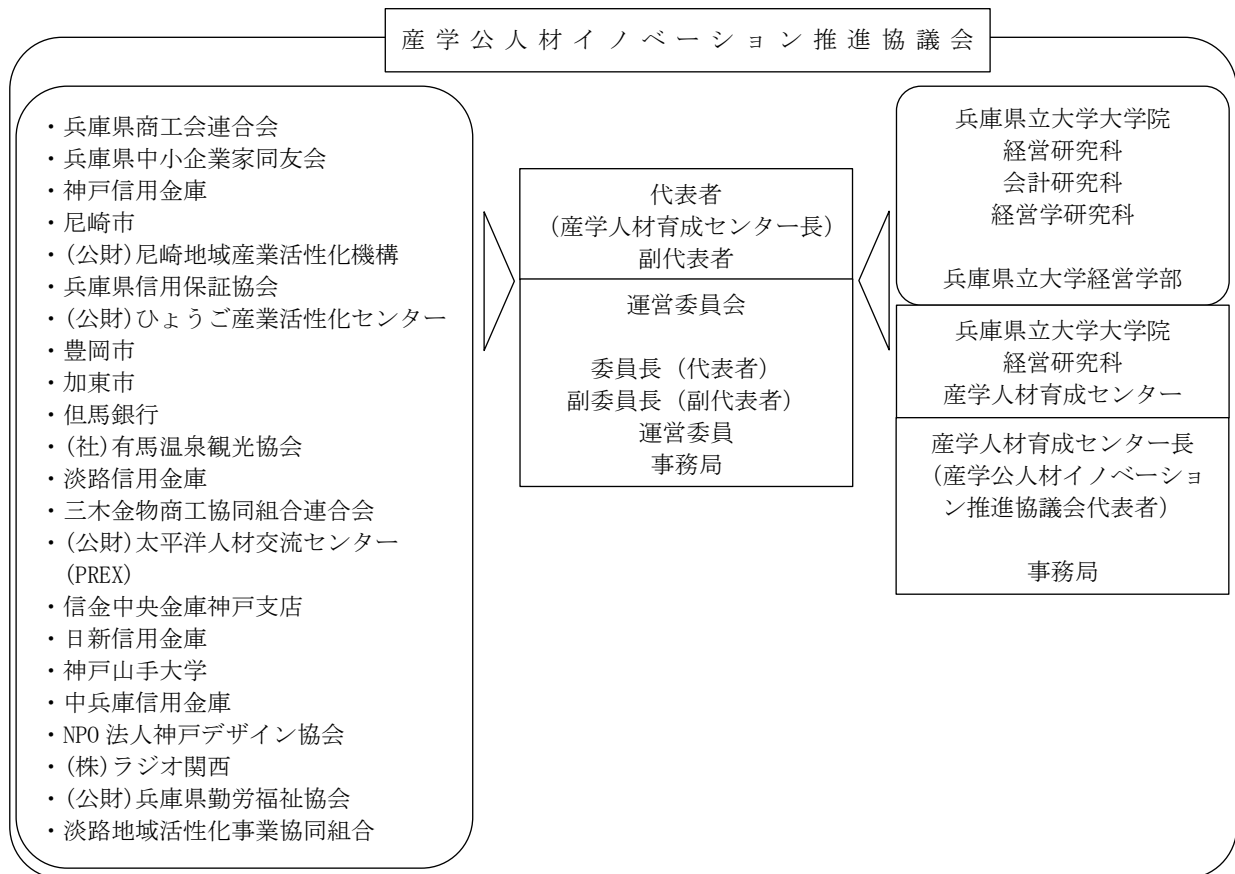 産学公人材イノベーション推進協議会
・兵庫県商工会連合会
・兵庫県中小企業家同友会
・神戸信用金庫
・尼崎市
・(公財)尼崎地域産業活性化機構
・兵庫県信用保証協会
・(公財)ひょうご産業活性化センター
・豊岡市
・加東市
・但馬銀行
・(社)有馬温泉観光協会
・淡路信用金庫
・三木金物商工協同組合連合会
・(公財)太平洋人材交流センター
(PREX)
・信金中央金庫神戸支店
・日新信用金庫
・神戸山手大学
・中兵庫信用金庫
・NPO法人神戸デザイン協会
・(株)ラジオ関西
・(公財)兵庫県勤労福祉協会
・淡路地域活性化事業協同組合
代表者
(産学人材育成センター長)
副代表者
運営委員会
委員長（代表者）
副委員長（副代表者）
運営委員
事務局
兵庫県立大学大学院
経営研究科
会計研究科
経営学研究科
兵庫県立大学経営学部
兵庫県立大学大学院
経営研究科
産学人材育成センター
産学人材育成センター長
（産学公人材イノベーショ
ン推進協議会代表者）
事務局